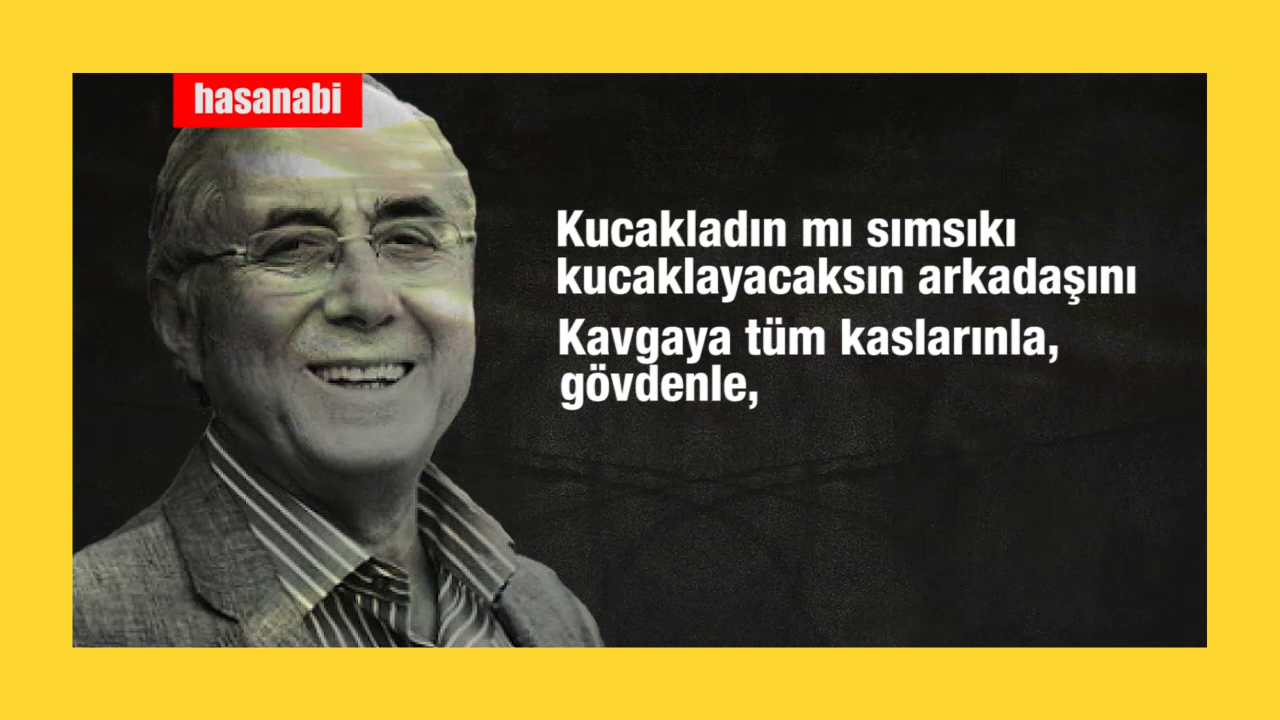 hasanabi
Kucakladın mı sımsıkı
kucaklayacaksın arkadaşını
Kavgaya tüm kaslarınla,
gövdenle,